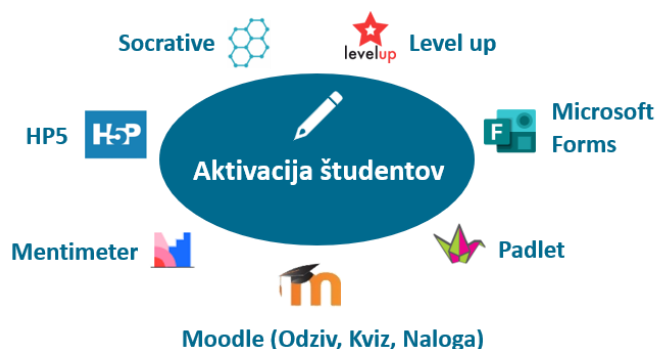 Socrative
levelup
Level up
HP5
H5P
F
Microsoft
Forms
Aktivacija študentov
Mentimeter
Padlet
m
Moodle (Odziv, Kviz, Naloga)